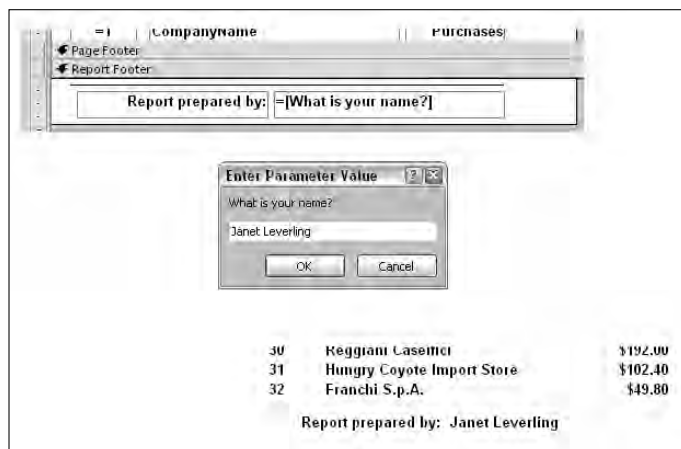 =1 CompanyName Purchases
Page Footer
Report Footer
Report prepared by: =[What is your name?]
Enter Parameter Value
What is your name?
Janet Leverling
OK Cancel
30 Reggiani Caseifici $192.00
31 Hungry Coyote Import Store $102.40
32 Franchi S.p.A. $49.80
Report prepared by: Janet Leverling